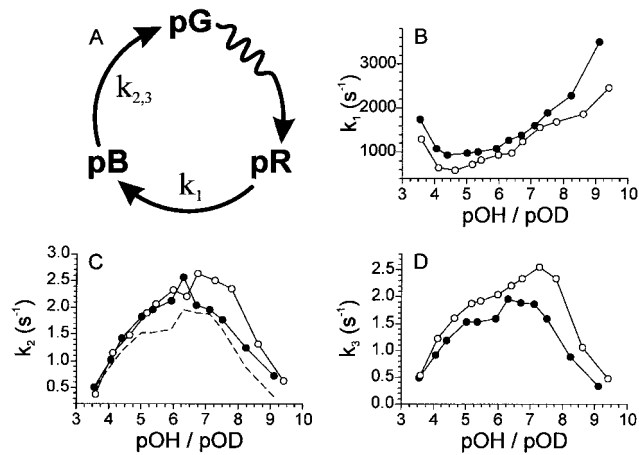 A
pG
k2,3
pB
pR
k1
B
k1 (s-1)
3000
2000
1000
3 4 5 6 7 8 9 10
pOH / pOD
C
k2 (s-1)
3.0
2.5
2.0
1.5
1.0
0.5
3 4 5 6 7 8 9 10
pOH / pOD
D
k3 (s-1)
2.5
2.0
1.5
1.0
0.5
0.0
3 4 5 6 7 8 9 10
pOH / pOD